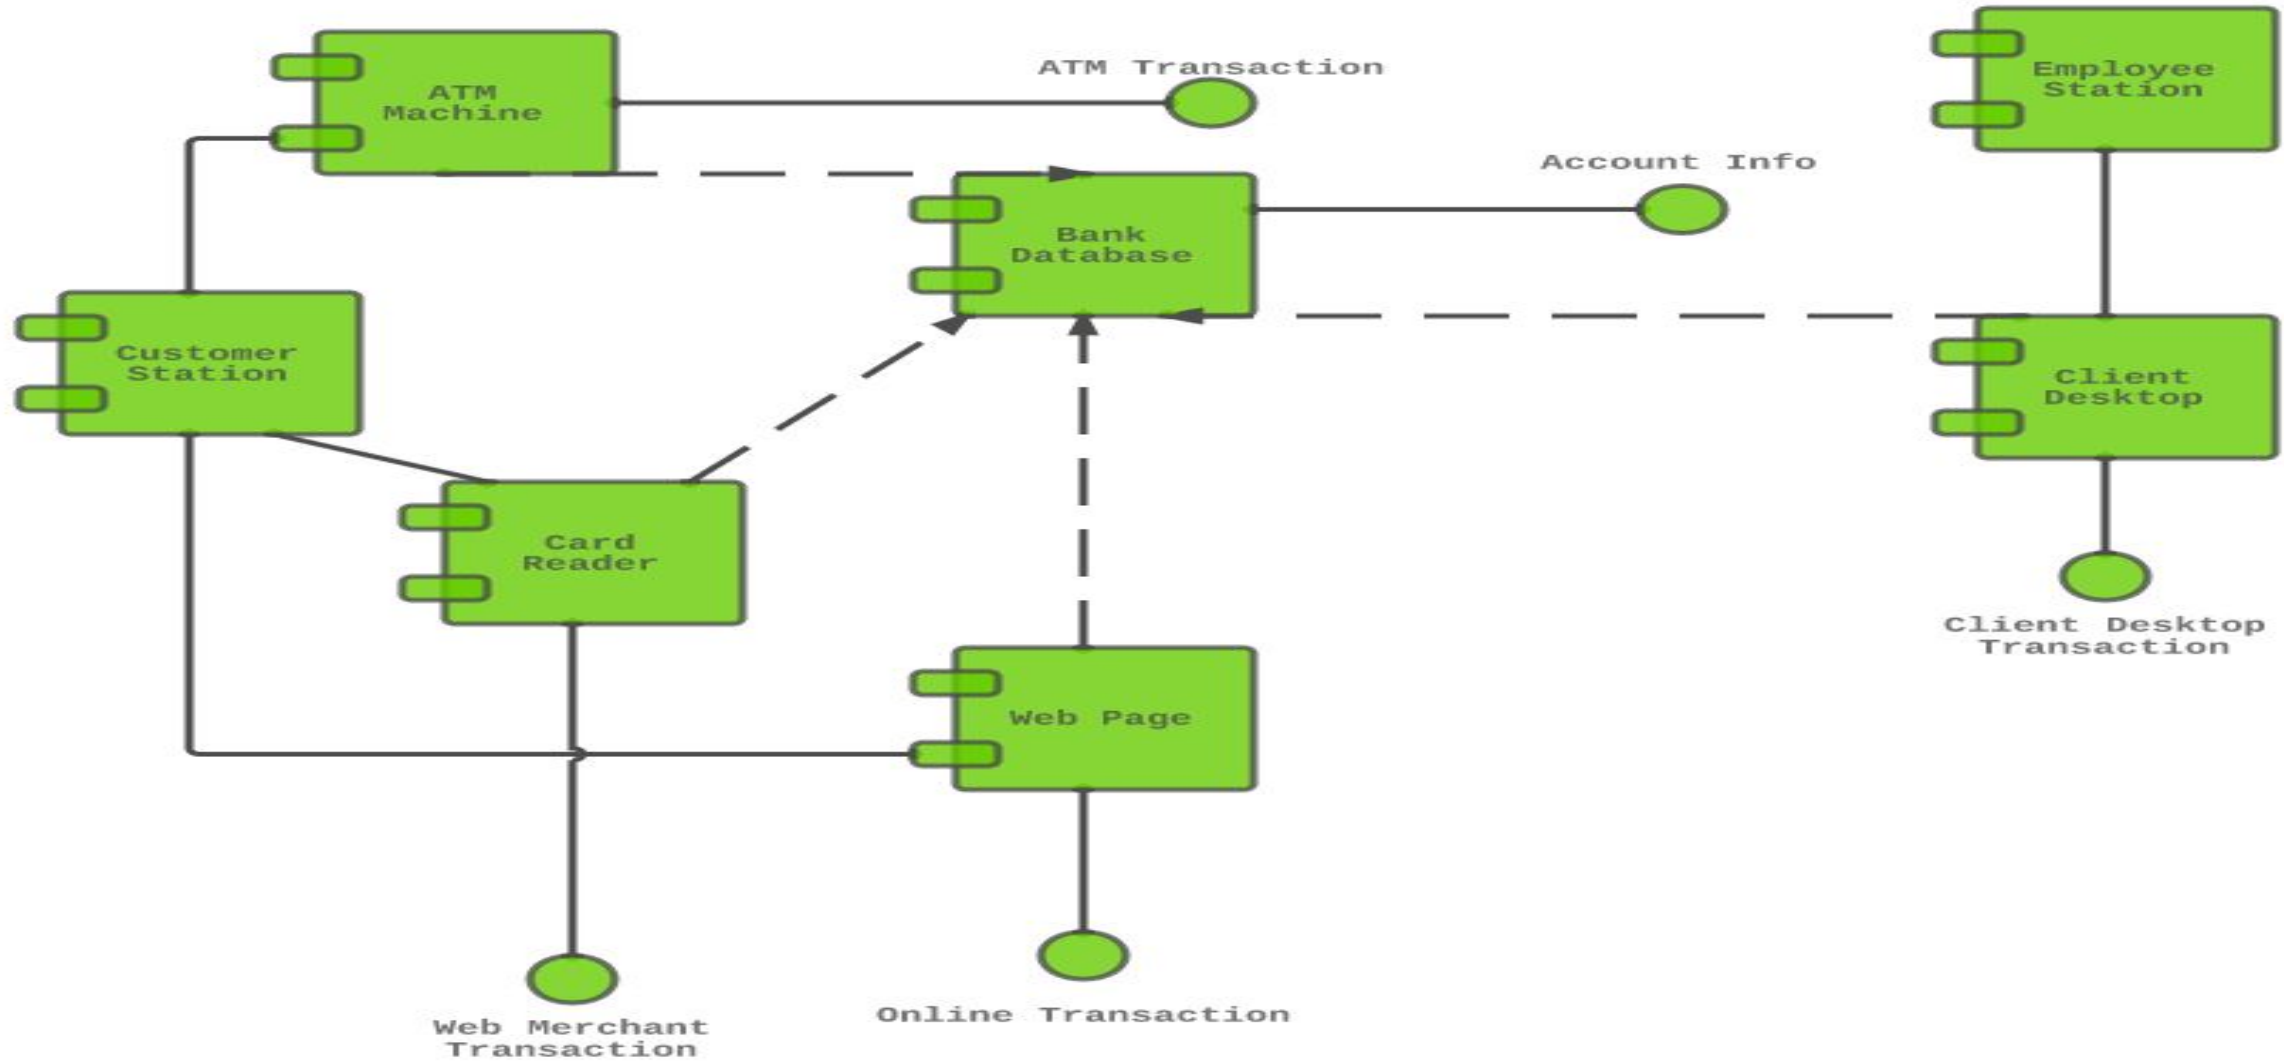 ATM
Machine
ATM Transaction
Employee
Station
Account Info
Bank
Database
Customer
Station
Client
Desktop
Card
Reader
Client Desktop
Transaction
Web Page
Online Transaction
Web Merchant
Transaction